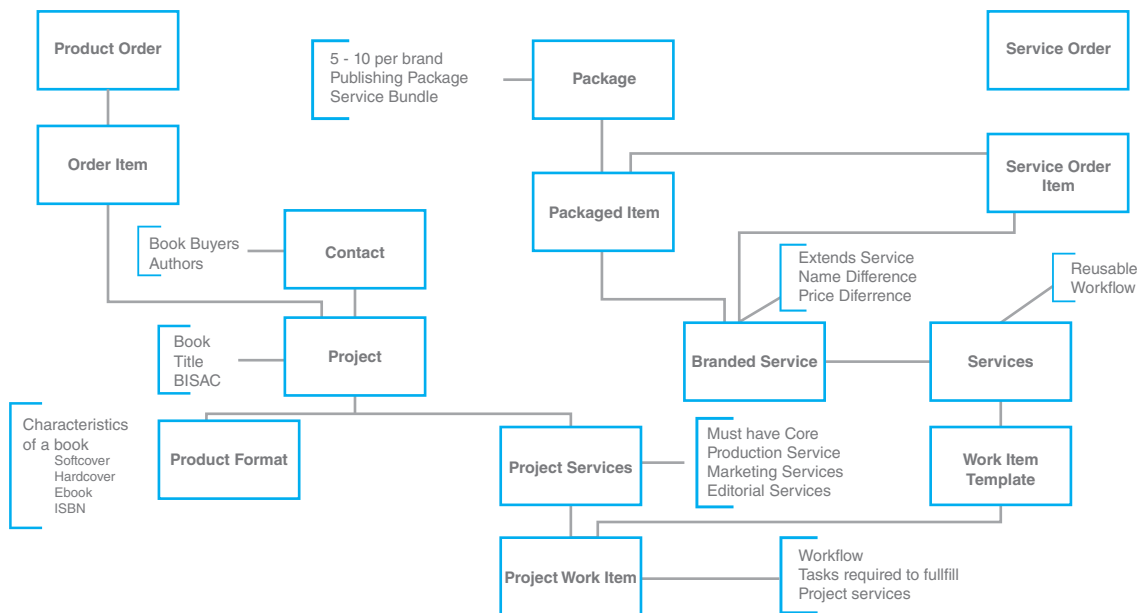 Product Order
5 - 10 per brand
Publishing Package
Service Bundle
Package
Service Order
Order Item
Packaged Item
Service Order
Item
Book Buyers
Authors
Contact
Extends Service
Name Difference
Price Diferrence
Reusable
Workflow
Book
Title
BISAC
Project
Branded Service
Services
Characteristics
of a book
Softcover
Hardcover
Ebook
ISBN
Product Format
Project Services
Must have Core
Production Service
Marketing Services
Editorial Services
Work Item
Template
Project Work Item
Workflow
Tasks required to fullfill
Project services